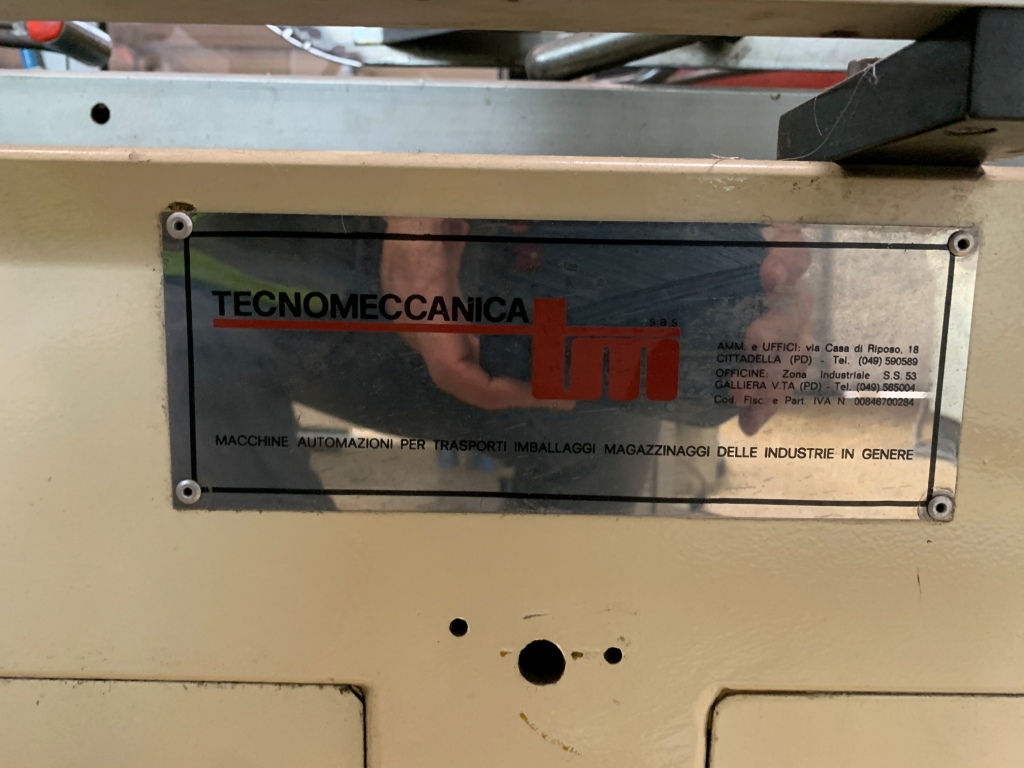 TECNOMECCANICA
tm
sas
AMM. e UFFICI: via Casa di Riposo, 18
CITTADELLA (PD) - Tel. (049) 590589
OFFICINE: Zona Industriale S.S. 53
GALLIERA V.TA (PD) - Tel. (049) 565004
Cod. Fisc. e Part. IVA N. 00846700284
MACCHINE AUTOMAZIONI PER TRASPORTI IMBALLAGGI MAGAZZINAGGI DELLE INDUSTRIE IN GENERE